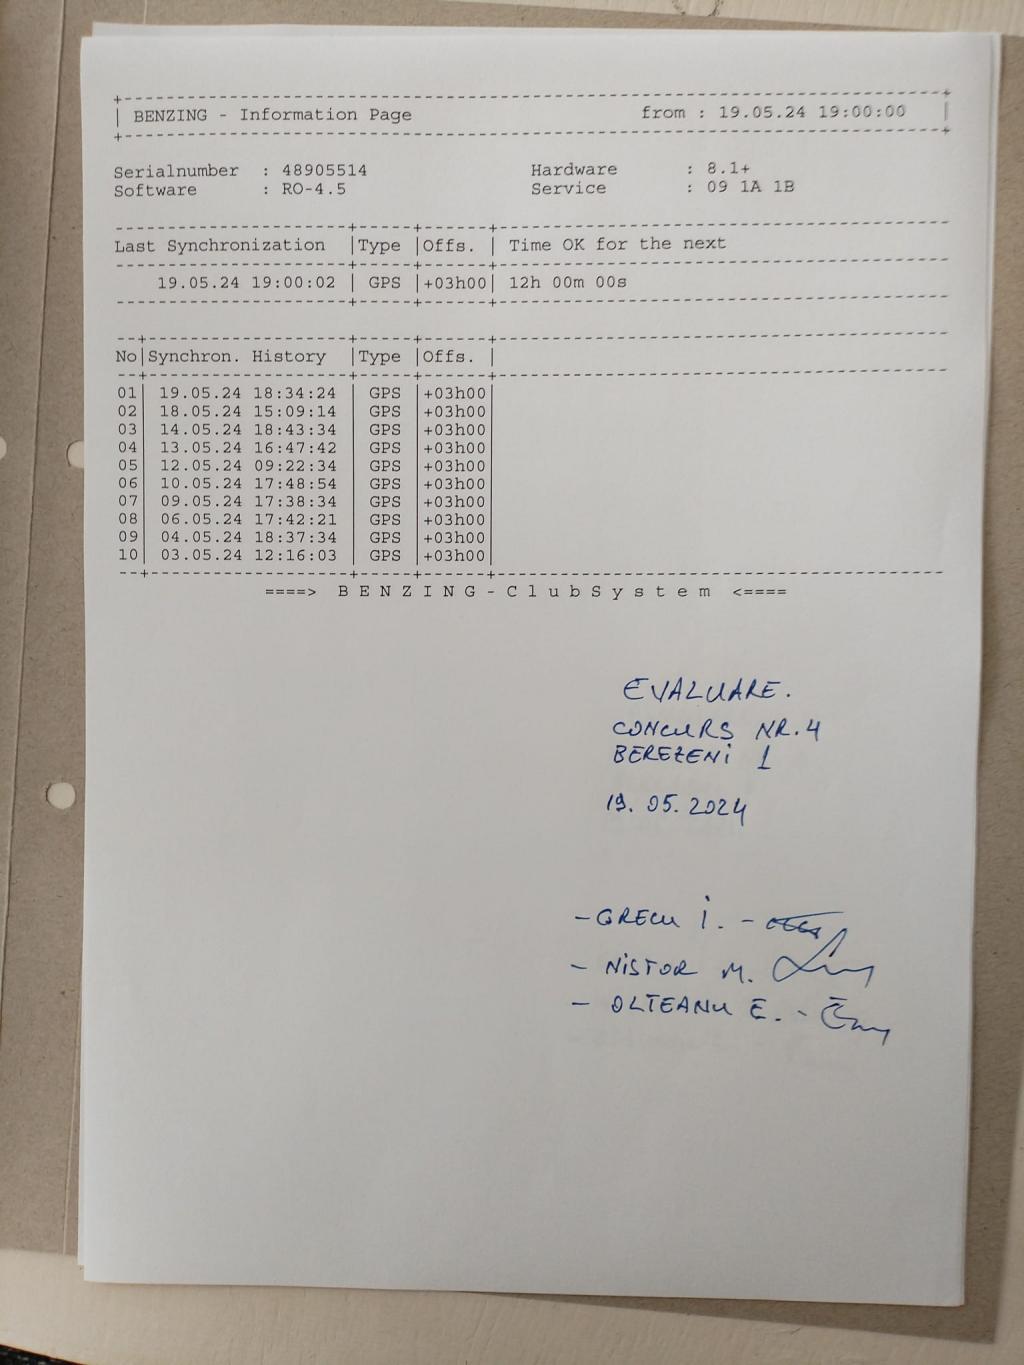 BENZING - Information Page from : 19.05.24 19:00:00
Serialnumber : 48905514 Hardware : 8.1+
Software : RO-4.5 Service : 09 1A 1B
Last Synchronization |Type |Offs. | Time OK for the next
19.05.24 19:00:02 | GPS |+03h00| 12h 00m 00s
No|Synchron. History |Type |Offs. |
01| 19.05.24 18:34:24 | GPS |+03h00|
02| 18.05.24 15:09:14 | GPS |+03h00|
03| 14.05.24 18:43:34 | GPS |+03h00|
04| 13.05.24 16:47:42 | GPS |+03h00|
05| 12.05.24 09:22:34 | GPS |+03h00|
06| 10.05.24 17:48:54 | GPS |+03h00|
07| 09.05.24 17:38:34 | GPS |+03h00|
08| 06.05.24 17:42:21 | GPS |+03h00|
09| 04.05.24 18:37:34 | GPS |+03h00|
10| 03.05.24 12:16:03 | GPS |+03h00|
====> B E N Z I N G - C l u b S y s t e m <====
EVALUARE.
CONCURS NR.4
BEREZENI 1
19.05.2024
- GRECU I. -
- NISTOR M.
- OLTEANU E. -